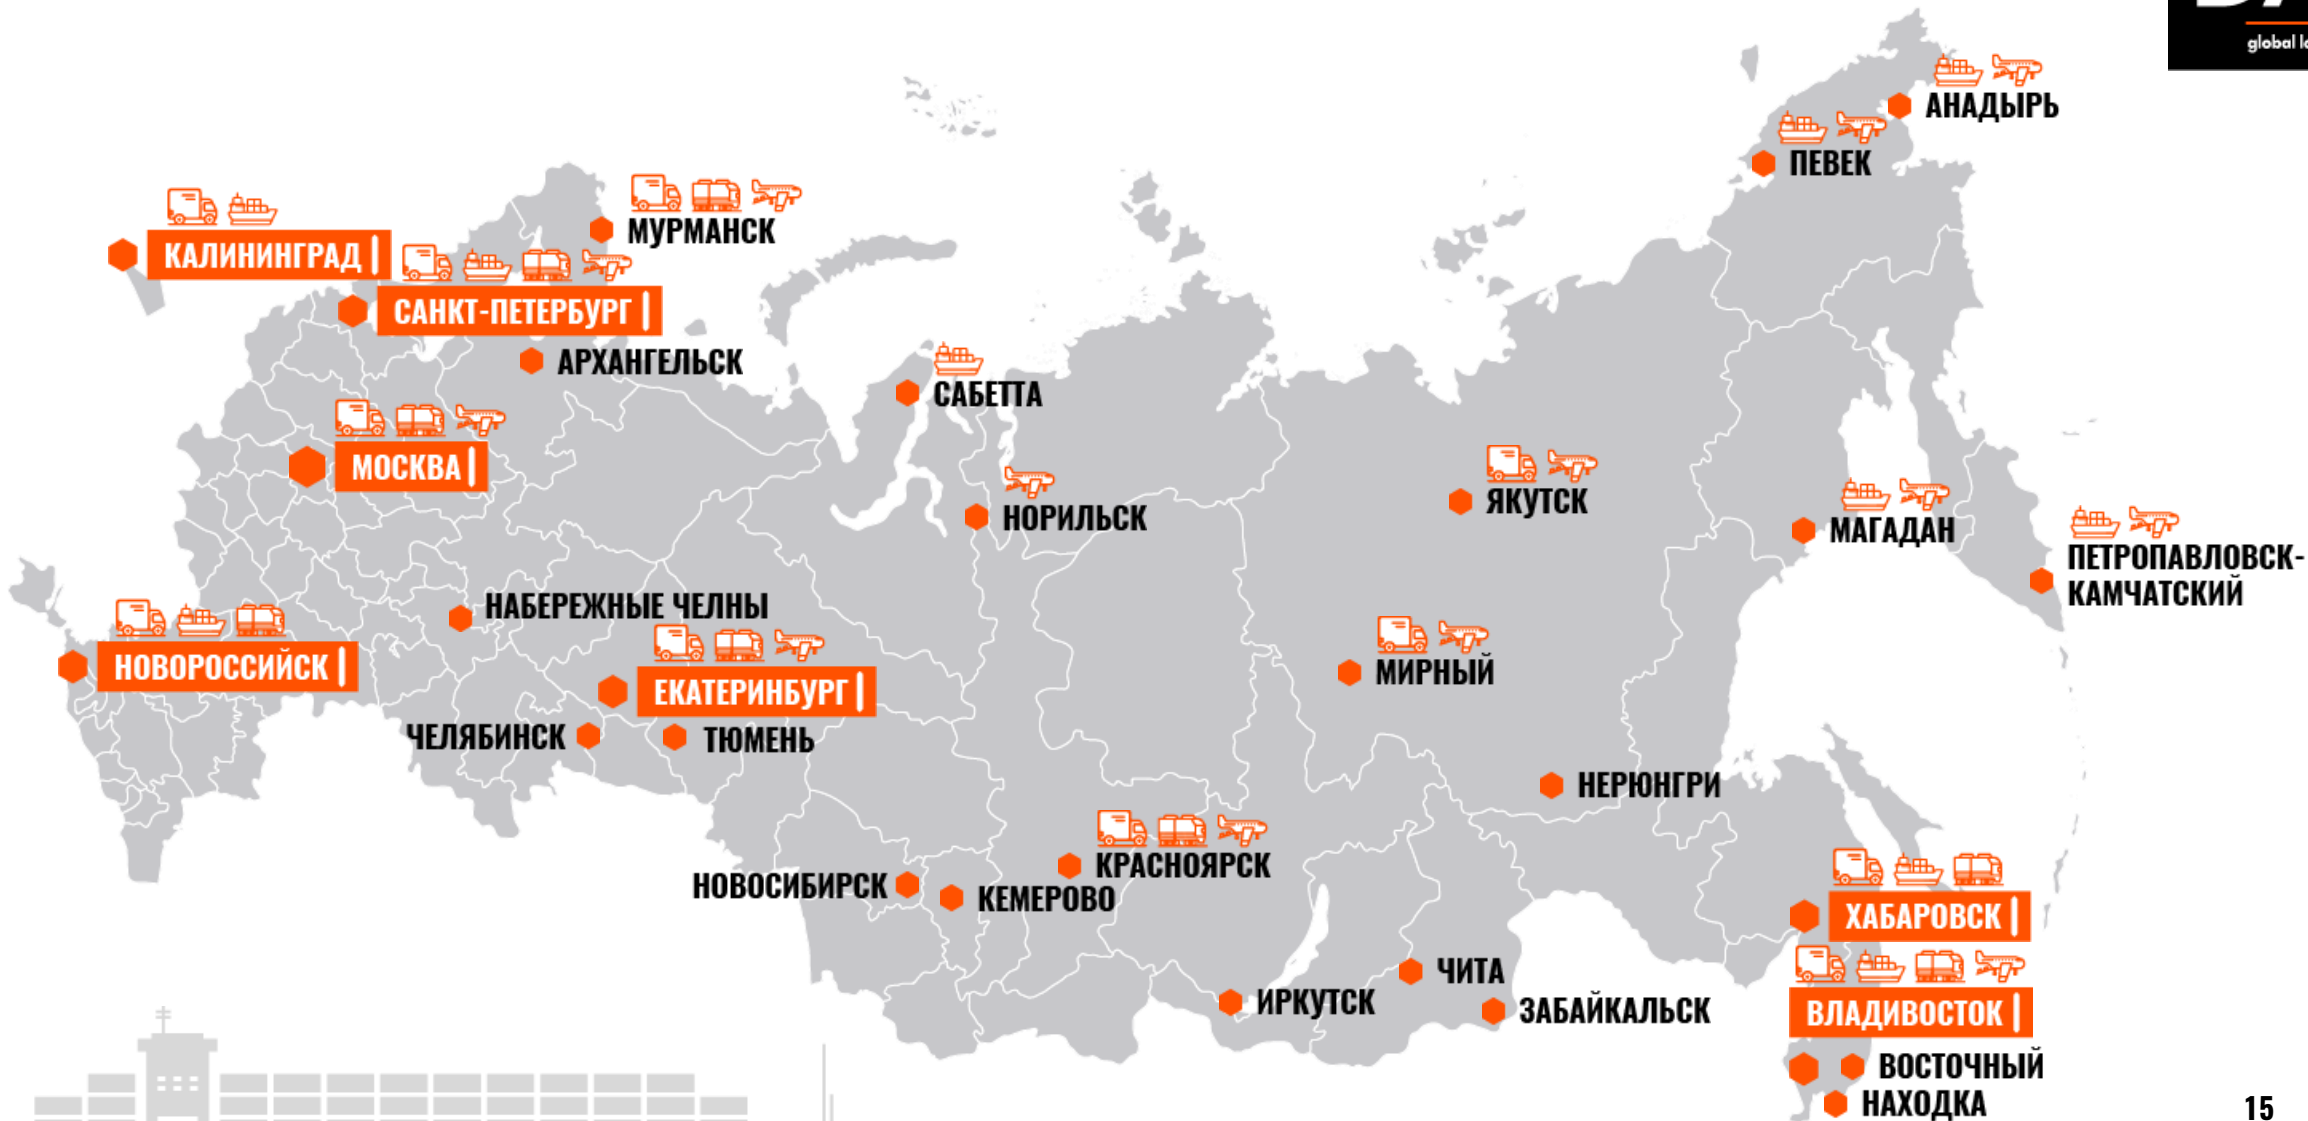 global
АНАДЫРЬ
ПЕВЕК
МУРМАНСК
КАЛИНИНГРАД
САНКТ-ПЕТЕРБУРГ
АРХАНГЕЛЬСК
САБЕТТА
МОСКВА
НОРИЛЬСК
ЯКУТСК
МАГАДАН
ПЕТРОПАВЛОВСК-
КАМЧАТСКИЙ
НАБЕРЕЖНЫЕ ЧЕЛНЫ
НОВОРОССИЙСК
ЕКАТЕРИНБУРГ
МИРНЫЙ
ЧЕЛЯБИНСК
ТЮМЕНЬ
НЕРЮНГРИ
КРАСНОЯРСК
НОВОСИБИРСК
КЕМЕРОВО
ХАБАРОВСК
ЧИТА
ИРКУТСК
ЗАБАЙКАЛЬСК
ВЛАДИВОСТОК
ВОСТОЧНЫЙ
НАХОДКА
15